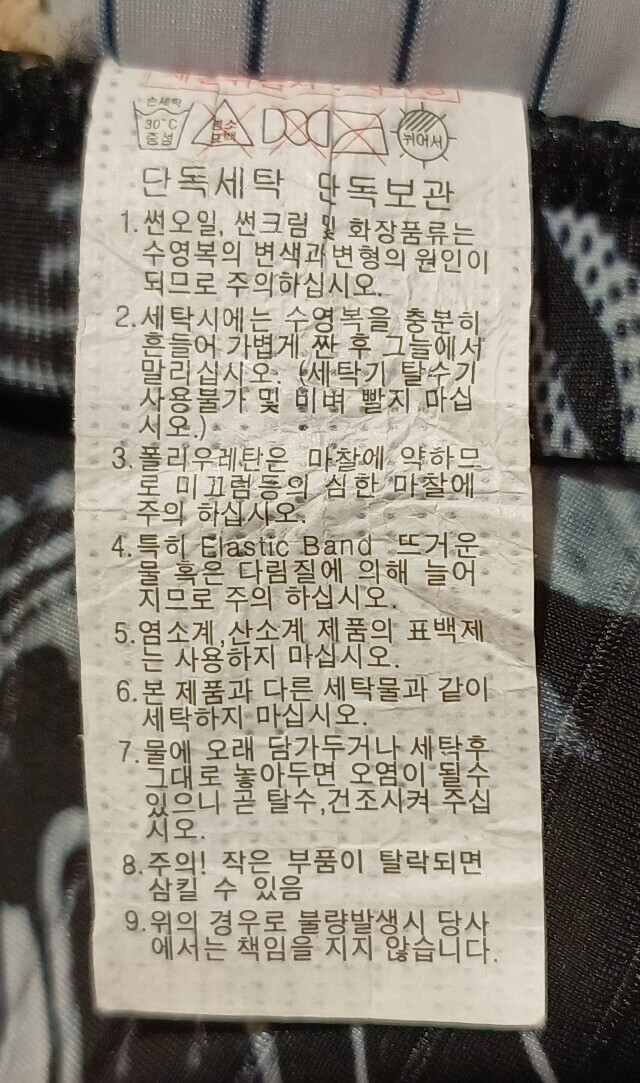 손세탁
30°C
중성
염소
표백
뉘어서
단독세탁 단독보관
1.썬오일, 썬크림 및 화장품류는
수영복의 변색과 변형의 원인이
되므로 주의하십시오.
2.세탁시에는 수영복을 충분히
흔들어 가볍게 짠 후 그늘에서
말리십시오. (세탁기 탈수기
사용불가 및 비벼 빨지 마십
시오.)
3.폴리우레탄은 마찰에 약하므
로 미끄럼등의 심한 마찰에
주의 하십시오.
4.특히 Elastic Band 뜨거운
물 혹은 다림질에 의해 늘어
지므로 주의 하십시오.
5.염소계,산소계 제품의 표백제
는 사용하지 마십시오.
6.본 제품과 다른 세탁물과 같이
세탁하지 마십시오.
7.물에 오래 담가두거나 세탁후
그대로 놓아두면 오염이 될수
있으니 곧 탈수,건조시켜 주십
시오.
8.주의! 작은 부품이 탈락되면
삼킬 수 있음
9.위의 경우로 불량발생시 당사
에서는 책임을 지지 않습니다.